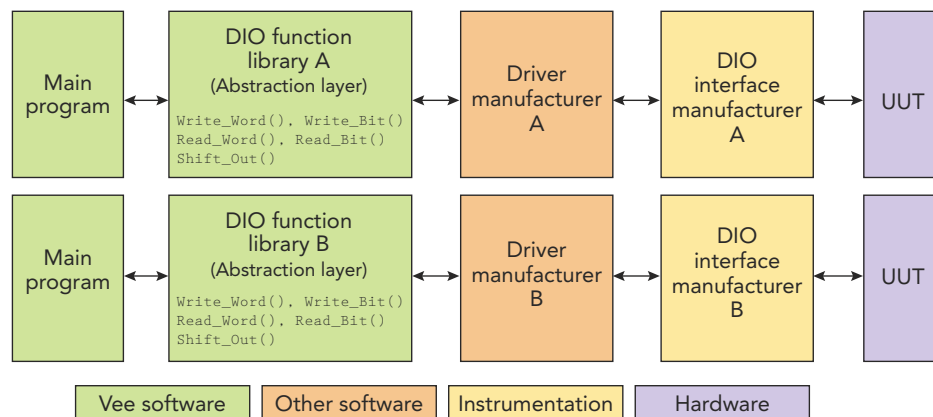 Main
program
DIO function
library A
(Abstraction layer)
Write_Word(), Write_Bit()
Read_Word(), Read_Bit()
Shift_Out()
Driver
manufacturer
A
DIO
interface
manufacturer
A
UUT
Main
program
DIO function
library B
(Abstraction layer)
Write_Word(), Write_Bit()
Read_Word(), Read_Bit()
Shift_Out()
Driver
manufacturer
B
DIO
interface
manufacturer
B
UUT
Vee software
Other software
Instrumentation
Hardware